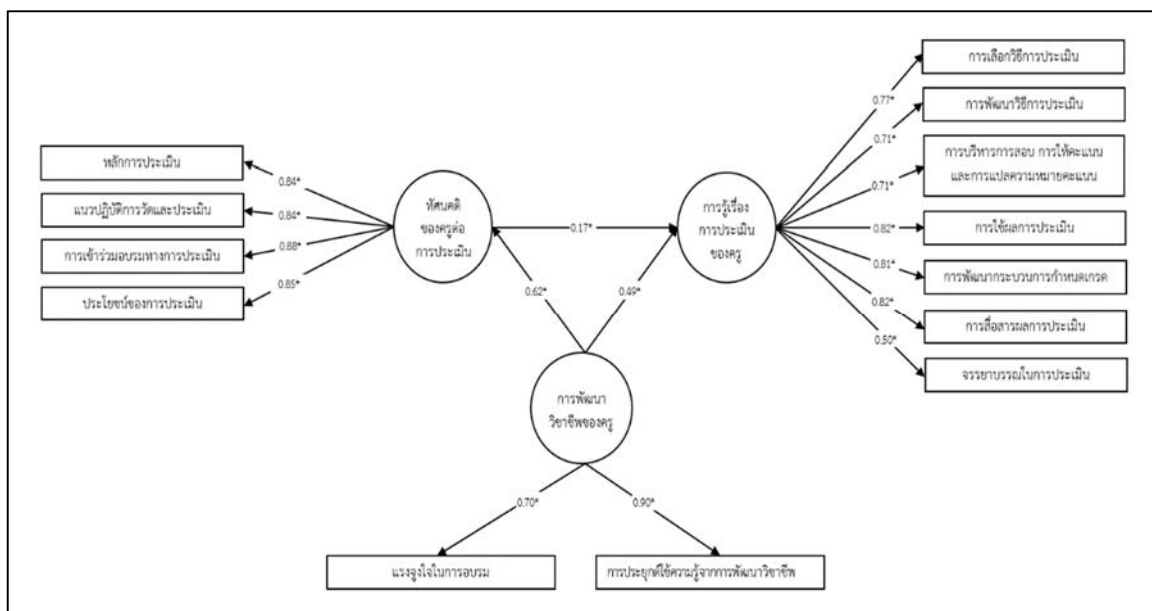 การเลือกวิธีการประเมิน
0.77*
การพัฒนาวิธีการประเมิน
0.71*
การบริหารการสอบ การให้คะแนน
และการแปลความหมายคะแนน
0.71*
การใช้ผลการประเมิน
0.82*
การพัฒนากระบวนการกำหนดเกรด
0.81*
การสื่อสารผลการประเมิน
0.82*
จรรยาบรรณในการประเมิน
0.50*
หลักการประเมิน
0.84*
แนวปฏิบัติการวัดและประเมิน
0.84*
การเข้าร่วมอบรมทางการประเมิน
0.88*
ประโยชน์ของการประเมิน
0.85*
ทัศนคติ
ของครูต่อ
การประเมิน
0.17*
การรู้เรื่อง
การประเมิน
ของครู
0.62*
0.49*
การพัฒนา
วิชาชีพของครู
0.70*
0.90*
แรงจูงใจในการอบรม
การประยุกต์ใช้ความรู้จากการพัฒนาวิชาชีพ